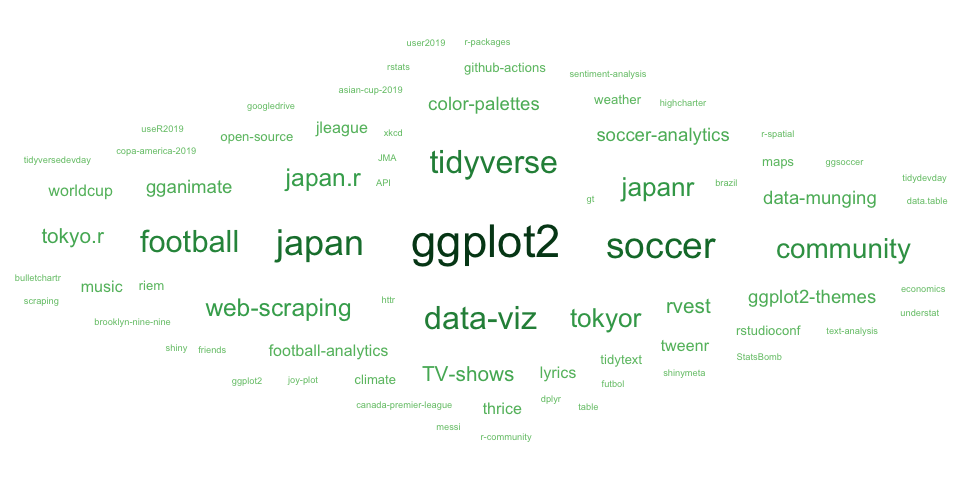 user2019 r-packages
rstats github-actions sentiment-analysis
asian-cup-2019
googledrive color-palettes weather highcharter
useR2019 open-source jleague xkcd soccer-analytics r-spatial
tidyversedevday copa-america-2019 JMA tidyverse maps ggsoccer
worldcup gganimate japan.r API japanr brazil tidydevday
gt data-munging data.table
tokyo.r football japan ggplot2 soccer community
bulletchartr music riem economics
scraping web-scraping httr rvest ggplot2-themes understat
brooklyn-nine-nine data-viz tokyor rstudioconf text-analysis
shiny friends football-analytics tweenr StatsBomb
ggplot2 joy-plot climate TV-shows lyrics tidytext shinymeta
futbol
canada-premier-league thrice dplyr table
messi r-community